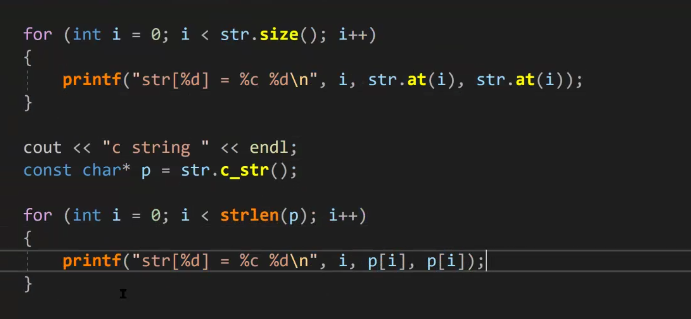 for (int i = 0; i < str.size(); i++)
{
    printf("str[%d] = %c %d\n", i, str.at(i), str.at(i));
}
cout << "c string " << endl;
const char* p = str.c_str();
for (int i = 0; i < strlen(p); i++)
{
    printf("str[%d] = %c %d\n", i, p[i], p[i]);
}